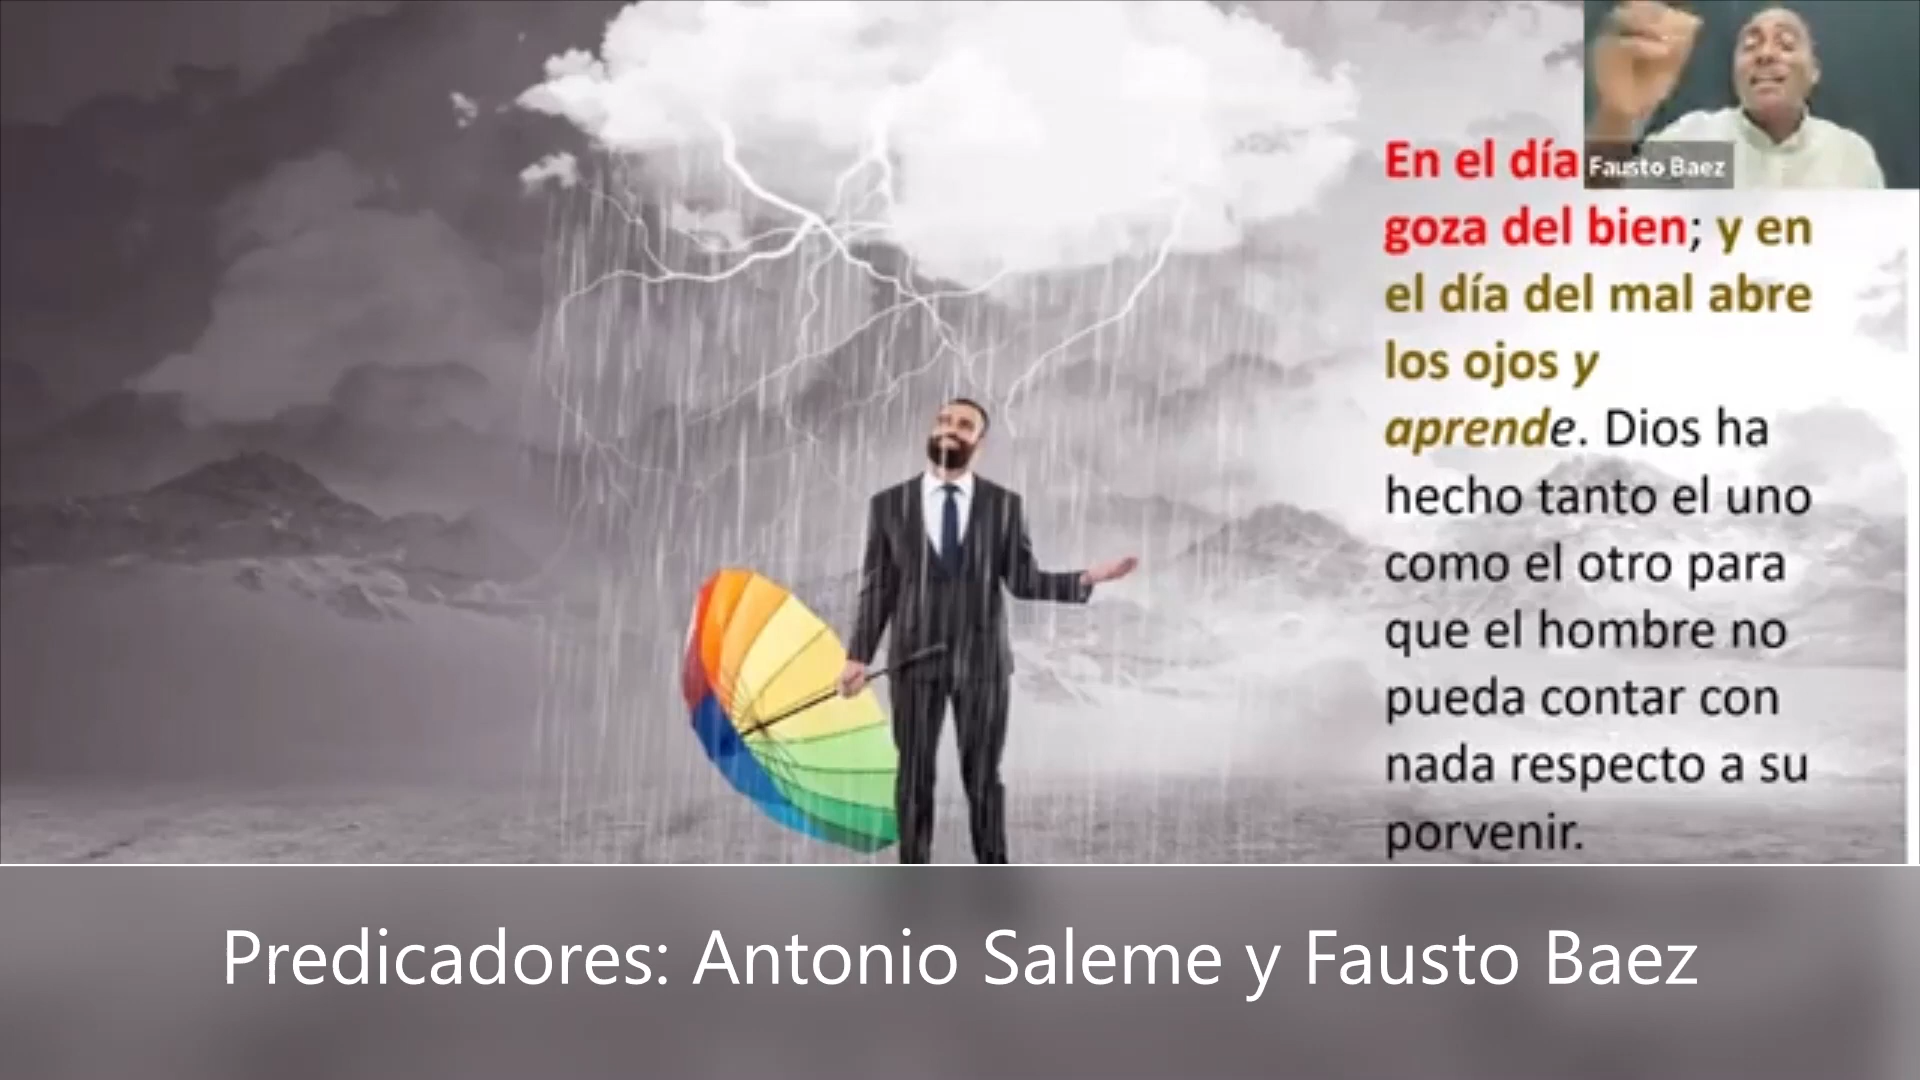 En el día
Fausto Baez
goza del bien; y en
el día del mal abre
los ojos y
aprende. Dios ha
hecho tanto el uno
como el otro para
que el hombre no
pueda contar con
nada respecto a su
porvenir.
Predicadores: Antonio Saleme y Fausto Baez